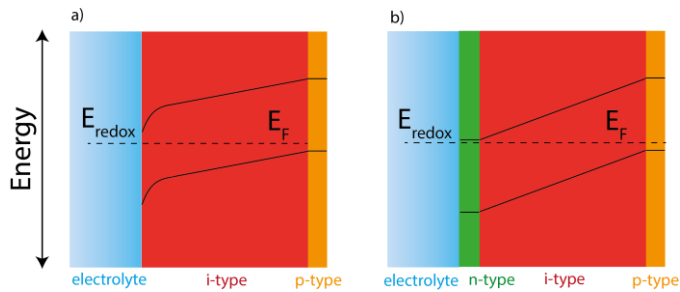 a)
Energy
E_redox
E_F
electrolyte
i-type
p-type
b)
E_redox
E_F
electrolyte
n-type
i-type
p-type